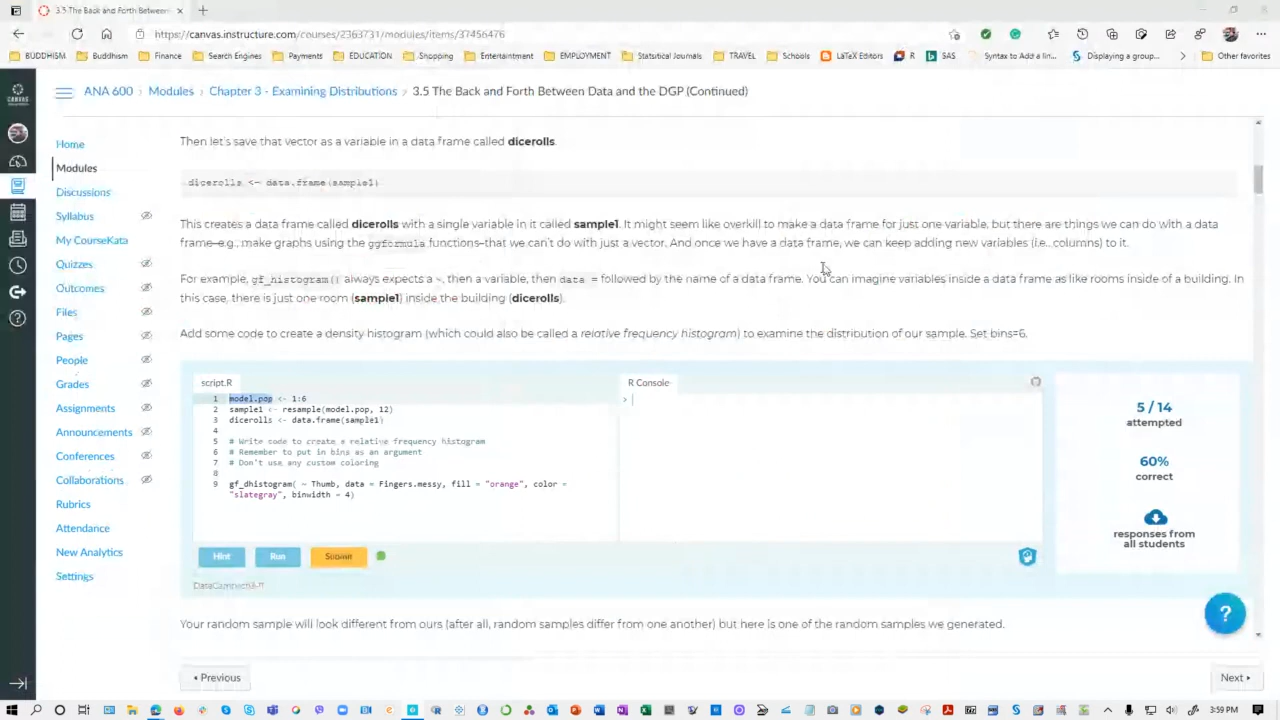 3.5 The Back and Forth Between
https://canvas.instructure.com/courses/2363731/modules/items/37456476
BUDDHISM Buddhism Finance Search Engines Payments EDUCATION Shopping Entertainment EMPLOYMENT Statistical Journals TRAVEL Schools LaTeX Editors R SAS Syntax to Add a lin... Displaying a group... Other favorites
ANA 600 Modules Chapter 3 - Examining Distributions 3.5 The Back and Forth Between Data and the DGP (Continued)
Home
Modules
Discussions
Syllabus
My CourseKata
Quizzes
Outcomes
Files
Pages
People
Grades
Assignments
Announcements
Conferences
Collaborations
Rubrics
Attendance
New Analytics
Settings
Then let's save that vector as a variable in a data frame called dicerolls.
dicerolls <- data.frame(sample1)
This creates a data frame called dicerolls with a single variable in it called sample1. It might seem like overkill to make a data frame for just one variable, but there are things we can do with a data
frame—e.g., make graphs using the ggformula functions—that we can't do with just a vector. And once we have a data frame, we can keep adding new variables (i.e., columns) to it.
For example, gf_histogram() always expects a ~, then a variable, then data = followed by the name of a data frame. You can imagine variables inside a data frame as like rooms inside of a building. In
this case, there is just one room (sample1) inside the building (dicerolls).
Add some code to create a density histogram (which could also be called a relative frequency histogram) to examine the distribution of our sample. Set bins=6.
script.R
1 model.pop <- 1:6
2 sample1 <- resample(model.pop, 12)
3 dicerolls <- data.frame(sample1)
4
5 # Write code to create a relative frequency histogram
6 # Remember to put in bins as an argument
7 # Don't use any custom coloring
8
9 gf_dhistogram( ~ Thumb, data = Fingers.messy, fill = "orange", color =
"slategray", binwidth = 4)
R Console
>
Hint Run Submit
5 / 14
attempted
60%
correct
responses from
all students
?
Your random sample will look different from ours (after all, random samples differ from one another) but here is one of the random samples we generated.
Previous
Next
3:59 PM